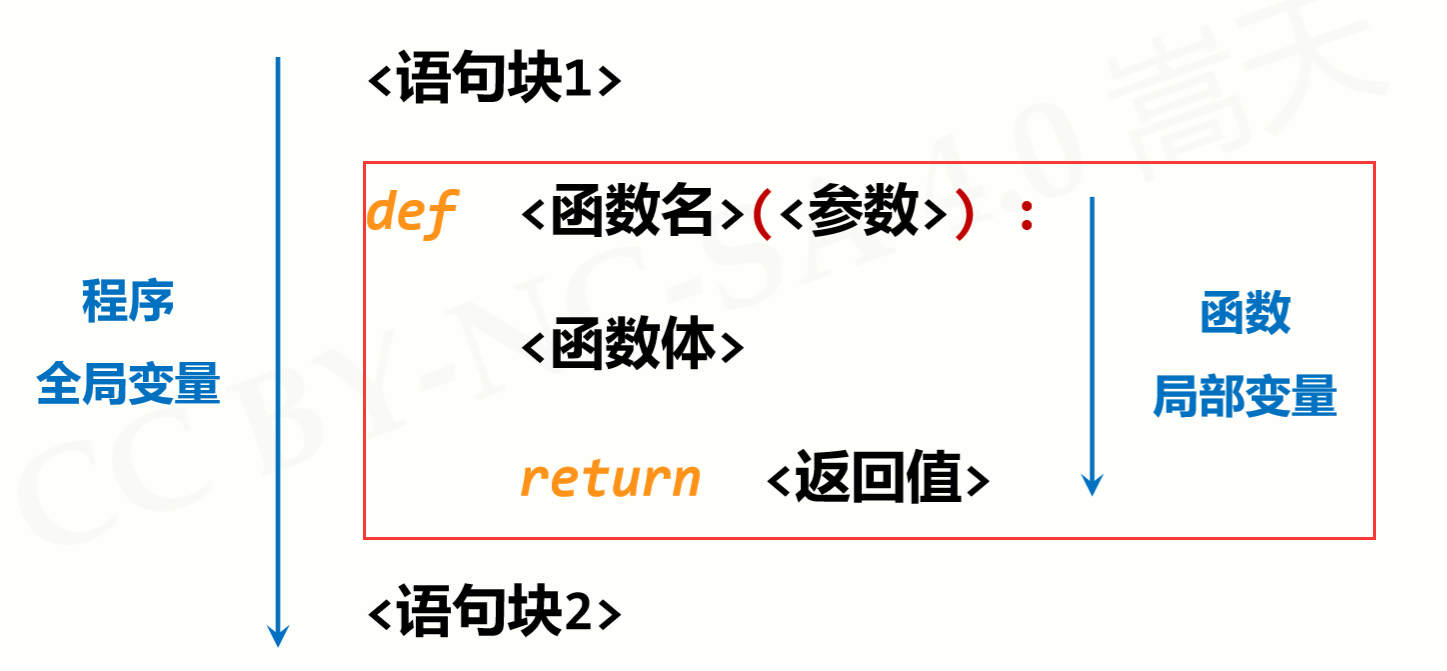 <语句块1>
def <函数名>(<参数>) :
程序
全局变量
<函数体>
函数
局部变量
return <返回值>
<语句块2>
CC BY-NC-SA 4.0 嵩天